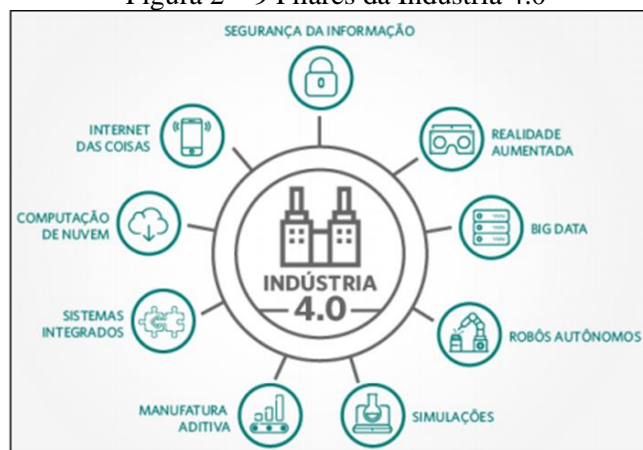 Figura 2 – 9 Pilares da Indústria 4.0
SEGURANÇA DA INFORMAÇÃO
INTERNET
DAS COISAS
REALIDADE
AUMENTADA
COMPUTAÇÃO
DE NUVEM
BIG DATA
INDÚSTRIA
4.0
SISTEMAS
INTEGRADOS
ROBÔS AUTÔNOMOS
MANUFATURA
ADITIVA
SIMULAÇÕES